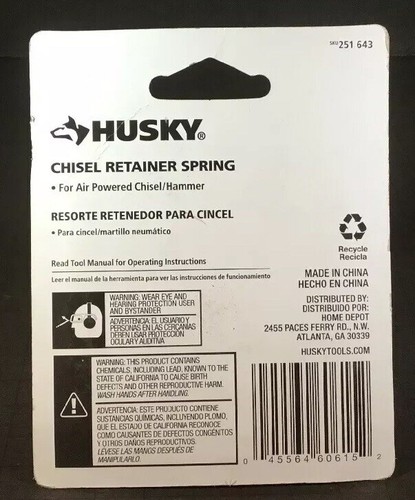 SKU 251 643
HUSKY®
CHISEL RETAINER SPRING
• For Air Powered Chisel/Hammer
RESORTE RETENEDOR PARA CINCEL
• Para cincel/martillo neumático
Read Tool Manual for Operating Instructions
Leer el manual de la herramienta para ver las instrucciones de funcionamiento
Recycle
Recicla
MADE IN CHINA
HECHO EN CHINA
DISTRIBUTED BY:
DISTRIBUIDO POR:
HOME DEPOT
2455 PACES FERRY RD., N.W.
ATLANTA, GA 30339
HUSKYTOOLS.COM
WARNING: WEAR EYE AND
HEARING PROTECTION USER
AND BYSTANDER
ADVERTENCIA: EL USUARIO Y
PERSONAS EN LAS CERCANIAS
DEBEN USAR PROTECCIÓN
OCULAR Y AUDITIVA
WARNING: THIS PRODUCT CONTAINS
CHEMICALS, INCLUDING LEAD, KNOWN TO THE
STATE OF CALIFORNIA TO CAUSE BIRTH
DEFECTS AND OTHER REPRODUCTIVE HARM.
WASH HANDS AFTER HANDLING.
ADVERTENCIA: ESTE PRODUCTO CONTIENE
SUSTANCIAS QUÍMICAS, INCLUYENDO PLOMO,
QUE EL ESTADO DE CALIFORNIA RECONOCE
COMO CAUSANTES DE DEFECTOS CONGÉNITOS
Y OTROS DAÑOS REPRODUCTIVOS.
LÉVESE LAS MANOS DESPUÉS DE
MANIPULARLO.
0 45564 60615 2